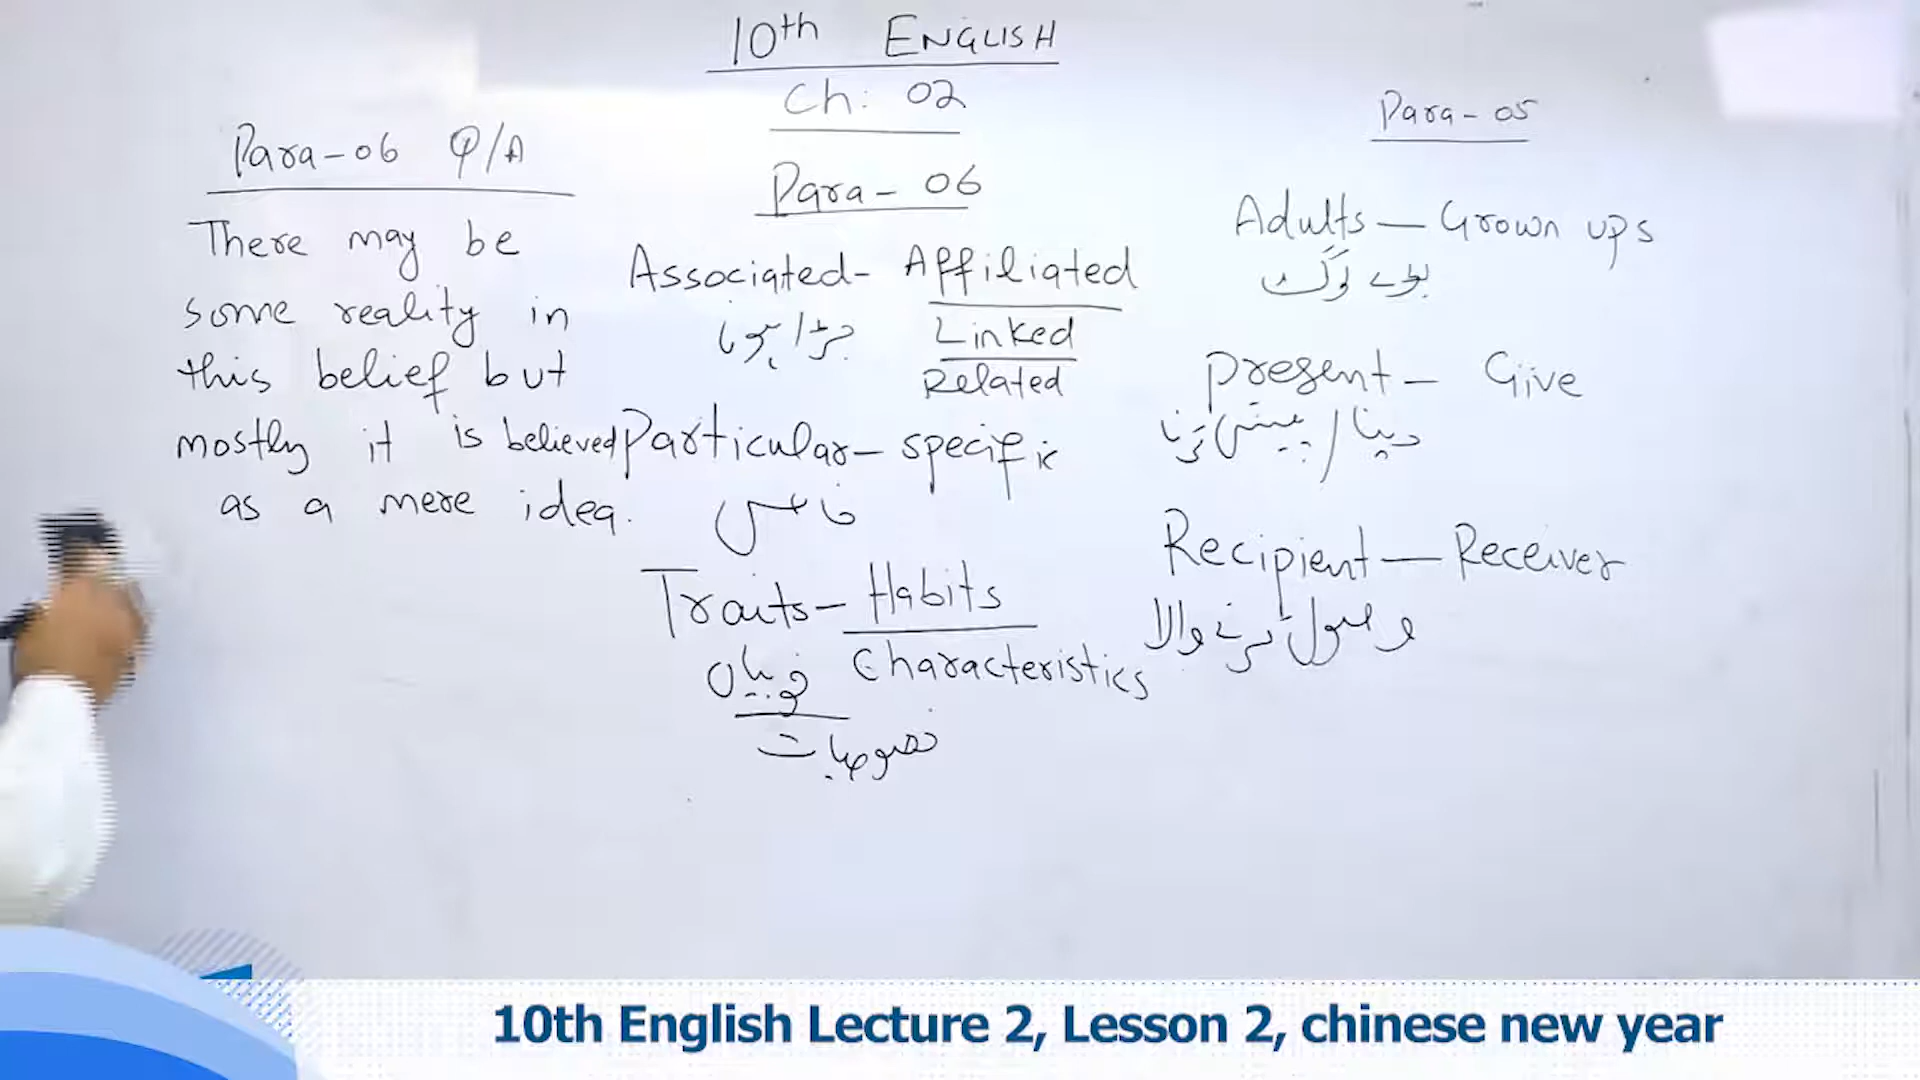 10th ENGLISH
Ch: 02
Para-06 Q/A
There may be
some reality in
this belief but
mostly it is believed
as a mere idea.
Para-06
Associated- Affiliated
جڑا ہونا
Linked
Related
Particular- specific
خاص
Traits- Habits
خوبیاں
Characteristics
خصوصیات
Para-05
Adults- Grown ups
بڑے لوگ
Present- Give
دینا/پیش کرنا
Recipient- Receiver
وصول کرنے والا
10th English Lecture 2, Lesson 2, chinese new year